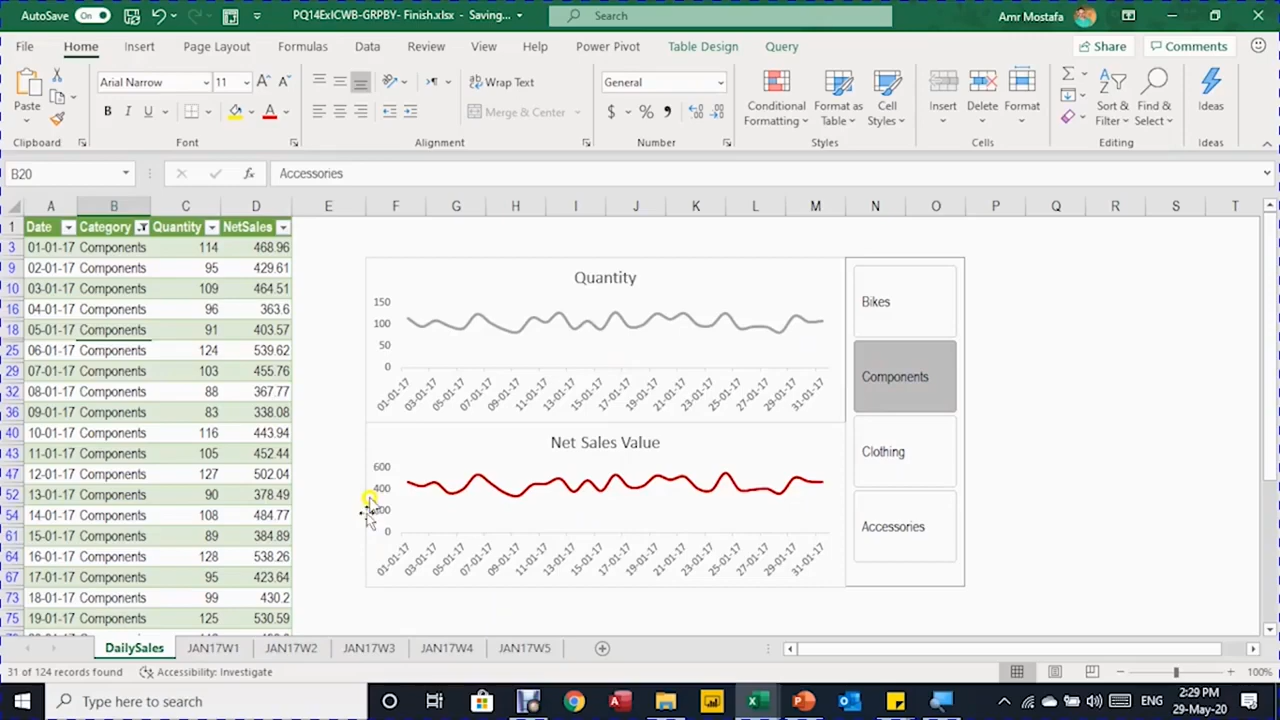 AutoSave On PQ14ExICWB-GRPBY- Finish.xlsx - Saving... Search Amr Mostafa
File Home Insert Page Layout Formulas Data Review View Help Power Pivot Table Design Query Share Comments
Paste Arial Narrow 11 Wrap Text General Conditional Formatting Format as Table Cell Styles Insert Delete Format Sort & Filter Find & Select Ideas
B I U Merge & Center $ %
Clipboard Font Alignment Number Styles Cells Editing Ideas
B20 fx Accessories
A B C D E F G H I J K L M N O P Q R S T
1 Date Category Quantity NetSales
3 01-01-17 Components 114 468.96
9 02-01-17 Components 95 429.61
10 03-01-17 Components 109 464.51
16 04-01-17 Components 96 363.6
18 05-01-17 Components 91 403.57
25 06-01-17 Components 124 539.62
29 07-01-17 Components 103 455.76
32 08-01-17 Components 88 367.77
36 09-01-17 Components 83 338.08
40 10-01-17 Components 116 443.94
43 11-01-17 Components 105 452.44
47 12-01-17 Components 127 502.04
52 13-01-17 Components 90 378.49
54 14-01-17 Components 108 484.77
61 15-01-17 Components 89 384.89
64 16-01-17 Components 128 538.26
67 17-01-17 Components 95 423.64
73 18-01-17 Components 99 430.2
75 19-01-17 Components 125 530.59
Quantity
150
100
50
0
01-01-17 03-01-17 05-01-17 07-01-17 09-01-17 11-01-17 13-01-17 15-01-17 17-01-17 19-01-17 21-01-17 23-01-17 25-01-17 27-01-17 29-01-17 31-01-17
Net Sales Value
600
400
200
0
01-01-17 03-01-17 05-01-17 07-01-17 09-01-17 11-01-17 13-01-17 15-01-17 17-01-17 19-01-17 21-01-17 23-01-17 25-01-17 27-01-17 29-01-17 31-01-17
Bikes
Components
Clothing
Accessories
DailySales JAN17W1 JAN17W2 JAN17W3 JAN17W4 JAN17W5
31 of 124 records found Accessibility: Investigate 100%
Type here to search ENG 2:29 PM
29-May-20